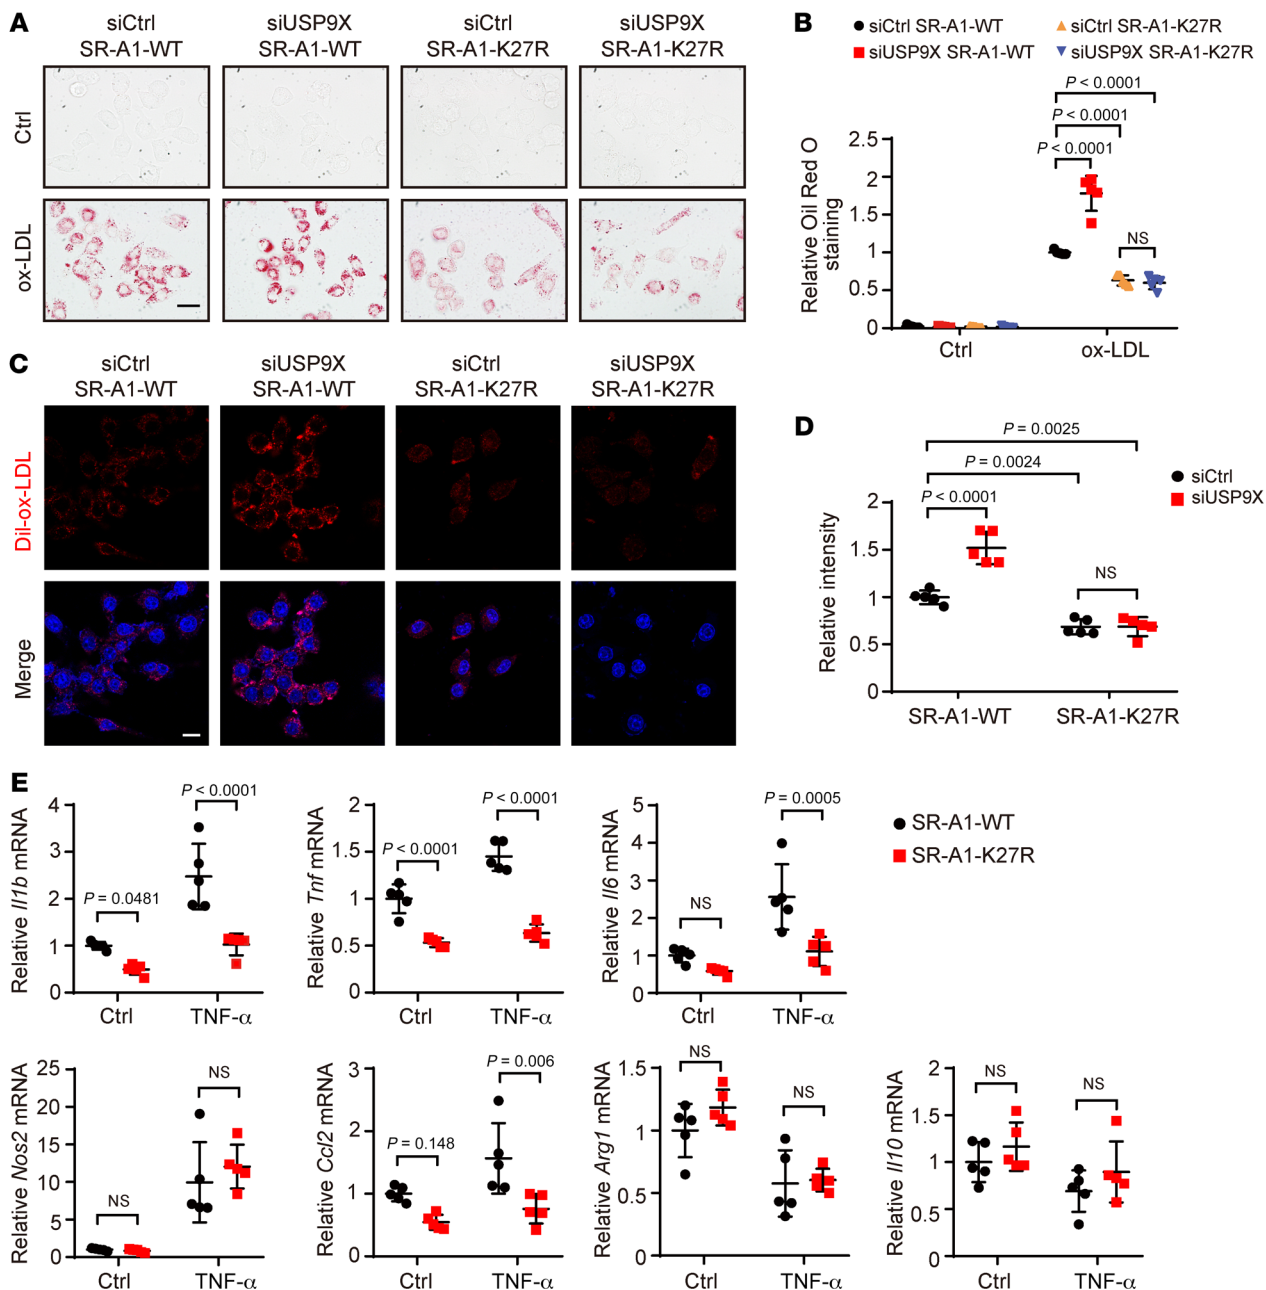 A
siCtrl
SR-A1-WT
siUSP9X
SR-A1-WT
siCtrl
SR-A1-K27R
siUSP9X
SR-A1-K27R
Ctrl
ox-LDL
B
siCtrl SR-A1-WT
siUSP9X SR-A1-WT
siCtrl SR-A1-K27R
siUSP9X SR-A1-K27R
P < 0.0001
P < 0.0001
P < 0.0001
NS
Relative Oil Red O
staining
2.5
2
1.5
1
0.5
0
Ctrl
ox-LDL
C
siCtrl
SR-A1-WT
siUSP9X
SR-A1-WT
siCtrl
SR-A1-K27R
siUSP9X
SR-A1-K27R
Dil-ox-LDL
Merge
D
P = 0.0025
P = 0.0024
P < 0.0001
NS
siCtrl
siUSP9X
Relative intensity
2
1.5
1
0.5
0
SR-A1-WT
SR-A1-K27R
E
Relative Il1b mRNA
4
3
2
1
0
P = 0.0481
P < 0.0001
Ctrl
TNF-α
Relative Tnf mRNA
2
1.5
1
0.5
0
P < 0.0001
P < 0.0001
Ctrl
TNF-α
Relative Il6 mRNA
5
4
3
2
1
0
NS
P = 0.0005
Ctrl
TNF-α
SR-A1-WT
SR-A1-K27R
Relative Nos2 mRNA
25
20
15
10
5
0
NS
NS
Ctrl
TNF-α
Relative Ccl2 mRNA
3
2
1
0
P = 0.148
P = 0.006
Ctrl
TNF-α
Relative Arg1 mRNA
1.5
1
0.5
0
NS
NS
Ctrl
TNF-α
Relative Il10 mRNA
2
1.5
1
0.5
0
NS
NS
Ctrl
TNF-α